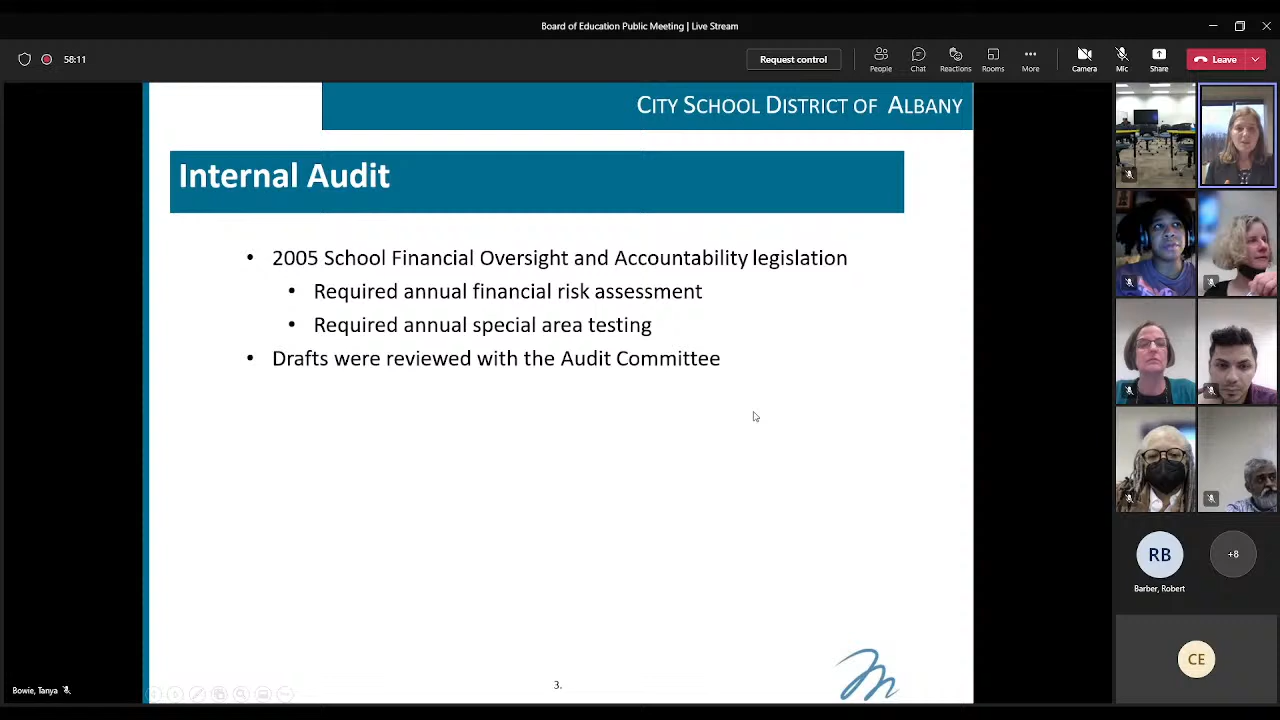 Board of Education Public Meeting | Live Stream
58:11
Request control
People
Chat
Reactions
Rooms
More
Camera
Mic
Share
Leave
CITY SCHOOL DISTRICT OF ALBANY
Internal Audit
• 2005 School Financial Oversight and Accountability legislation
• Required annual financial risk assessment
• Required annual special area testing
• Drafts were reviewed with the Audit Committee
3.
Bowie, Tanya
RB
+8
Barber, Robert
CE